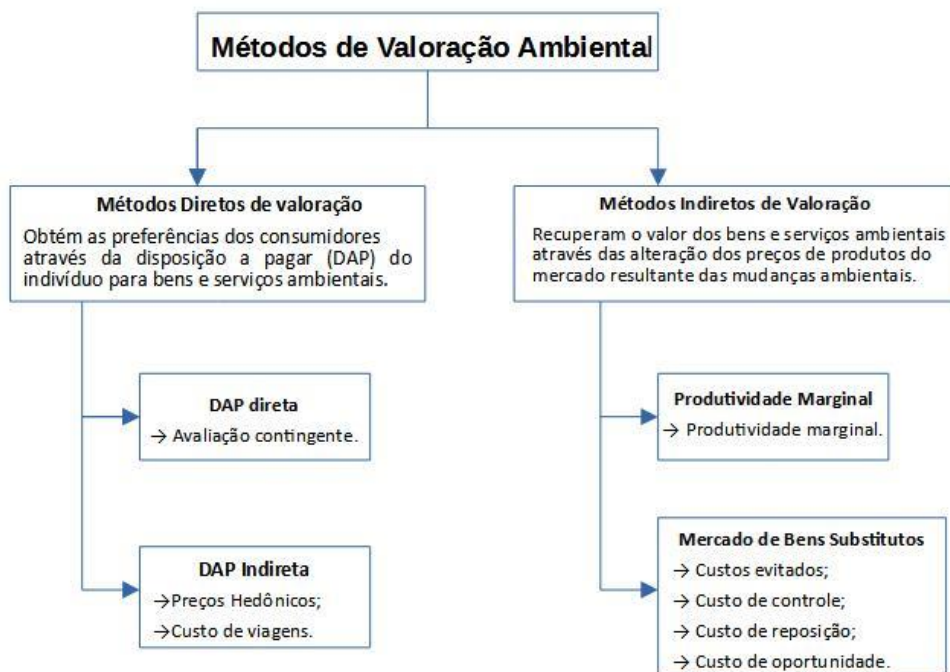 Métodos de Valoração Ambiental
Métodos Diretos de valoração
Obtém as preferências dos consumidores
através da disposição a pagar (DAP) do
indivíduo para bens e serviços ambientais.
Métodos Indiretos de Valoração
Recuperam o valor dos bens e serviços ambientais
através das alteração dos preços de produtos do
mercado resultante das mudanças ambientais.
DAP direta
→ Avaliação contingente.
DAP Indireta
→Preços Hedônicos;
→Custo de viagens.
Produtividade Marginal
→ Produtividade marginal.
Mercado de Bens Substitutos
→ Custos evitados;
→ Custo de controle;
→ Custo de reposição;
→ Custo de oportunidade.